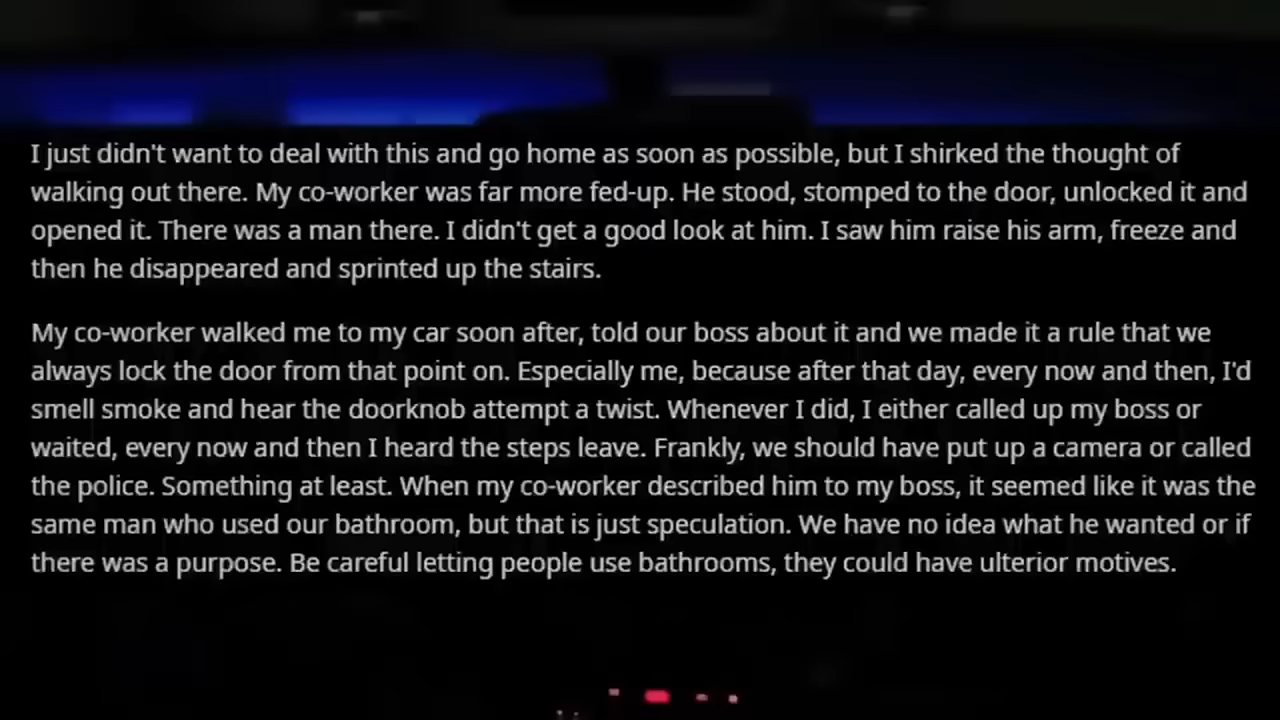 I just didn't want to deal with this and go home as soon as possible, but I shirked the thought of
walking out there. My co-worker was far more fed-up. He stood, stomped to the door, unlocked it and
opened it. There was a man there. I didn't get a good look at him. I saw him raise his arm, freeze and
then he disappeared and sprinted up the stairs.
My co-worker walked me to my car soon after, told our boss about it and we made it a rule that we
always lock the door from that point on. Especially me, because after that day, every now and then, I'd
smell smoke and hear the doorknob attempt a twist. Whenever I did, I either called up my boss or
waited, every now and then I heard the steps leave. Frankly, we should have put up a camera or called
the police. Something at least. When my co-worker described him to my boss, it seemed like it was the
same man who used our bathroom, but that is just speculation. We have no idea what he wanted or if
there was a purpose. Be careful letting people use bathrooms, they could have ulterior motives.